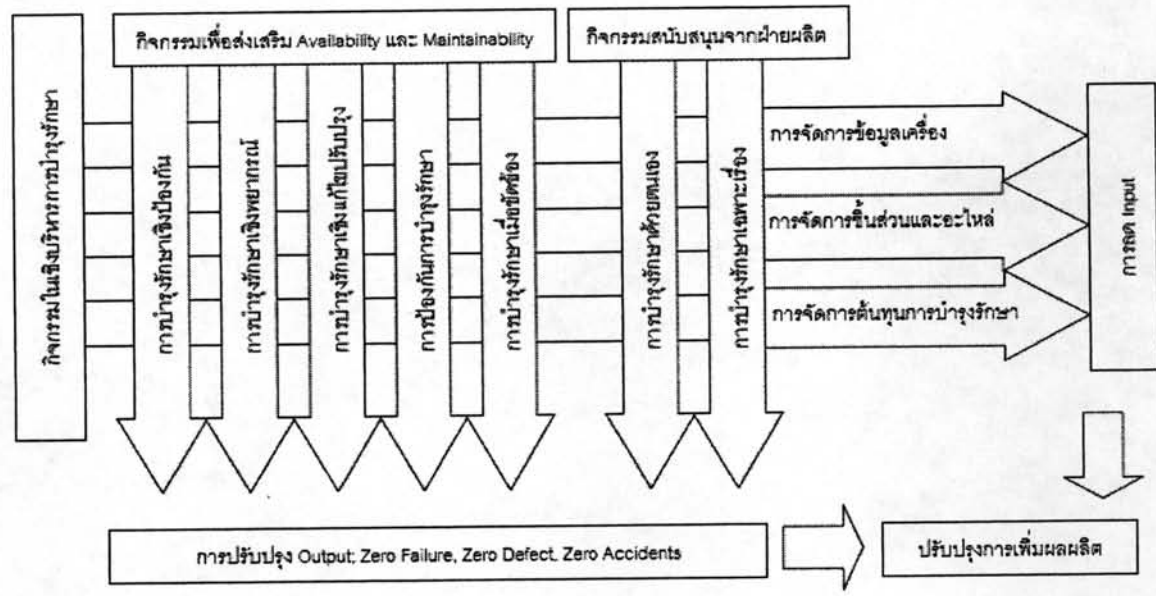 กิจกรรมเพื่อส่งเสริม Availability และ Maintainability
กิจกรรมสนับสนุนจากฝ่ายผลิต
กิจกรรมในเชิงบริหารการบำรุงรักษา
การบำรุงรักษาเชิงป้องกัน
การบำรุงรักษาเชิงพยากรณ์
การบำรุงรักษาเชิงแก้ไขปรับปรุง
การป้องกันการบำรุงรักษา
การบำรุงรักษาเมื่อขัดข้อง
การบำรุงรักษาด้วยตนเอง
การบำรุงรักษาเฉพาะเรื่อง
การจัดการข้อมูลเครื่อง
การจัดการชิ้นส่วนและอะไหล่
การจัดการต้นทุนการบำรุงรักษา
การลด Input
การปรับปรุง Output; Zero Failure, Zero Defect, Zero Accidents
ปรับปรุงการเพิ่มผลผลิต